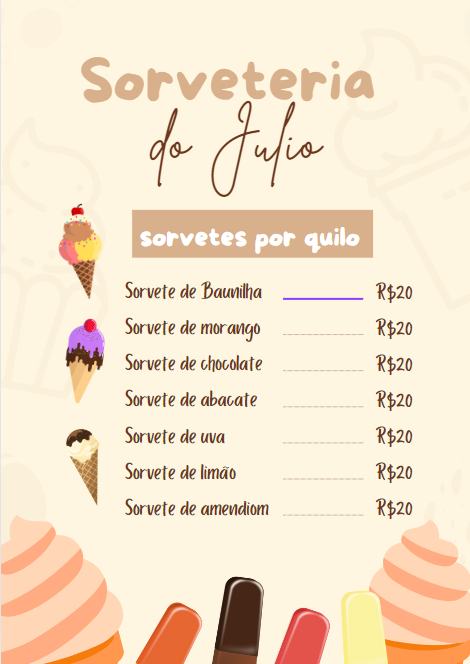 Sorveteria
do Julio
sorvetes por quilo
Sorvete de Baunilha R$20
Sorvete de morango R$20
Sorvete de chocolate R$20
Sorvete de abacate R$20
Sorvete de uva R$20
Sorvete de limão R$20
Sorvete de amendiom R$20